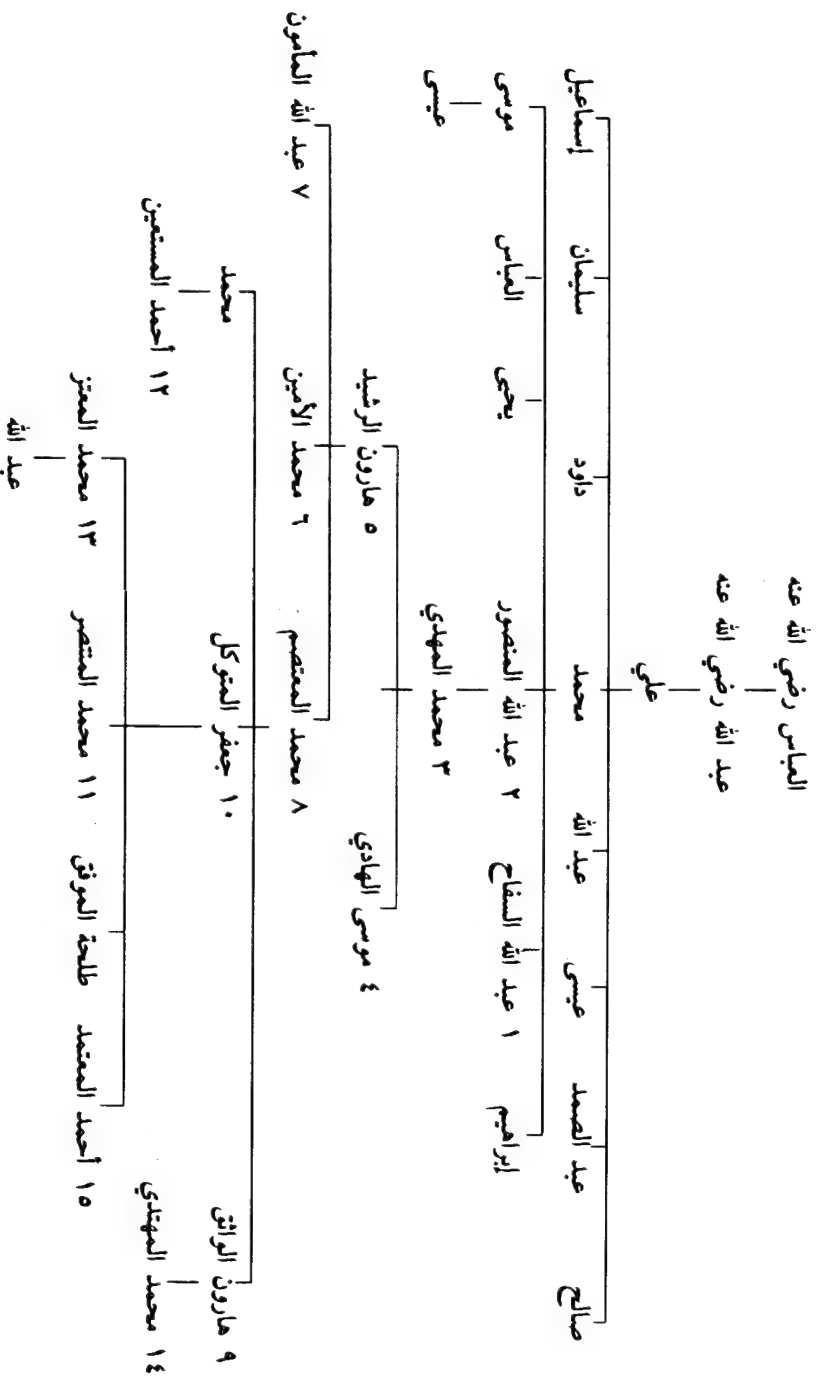 العباس رضي الله عنه
عبد الله رضي الله عنه
علي
صالح
عبد الصمد
عيسى
عبد الله
محمد
داود
سليمان
إسماعيل
إبراهيم
١ عبد الله السفاح
٢ عبد الله المنصور
يحيى
العباس
موسى
٣ محمد المهدي
عيسى
٤ موسى الهادي
٥ هارون الرشيد
٨ محمد المعتصم
٦ محمد الأمين
٧ عبد الله المأمون
٩ هارون الواثق
١٠ جعفر المتوكل
محمد
١٤ محمد المهتدي
١٢ أحمد المستعين
١٥ أحمد المعتمد
طلحة الموفق
١١ محمد المنتصر
١٣ محمد المعتز
عبد الله